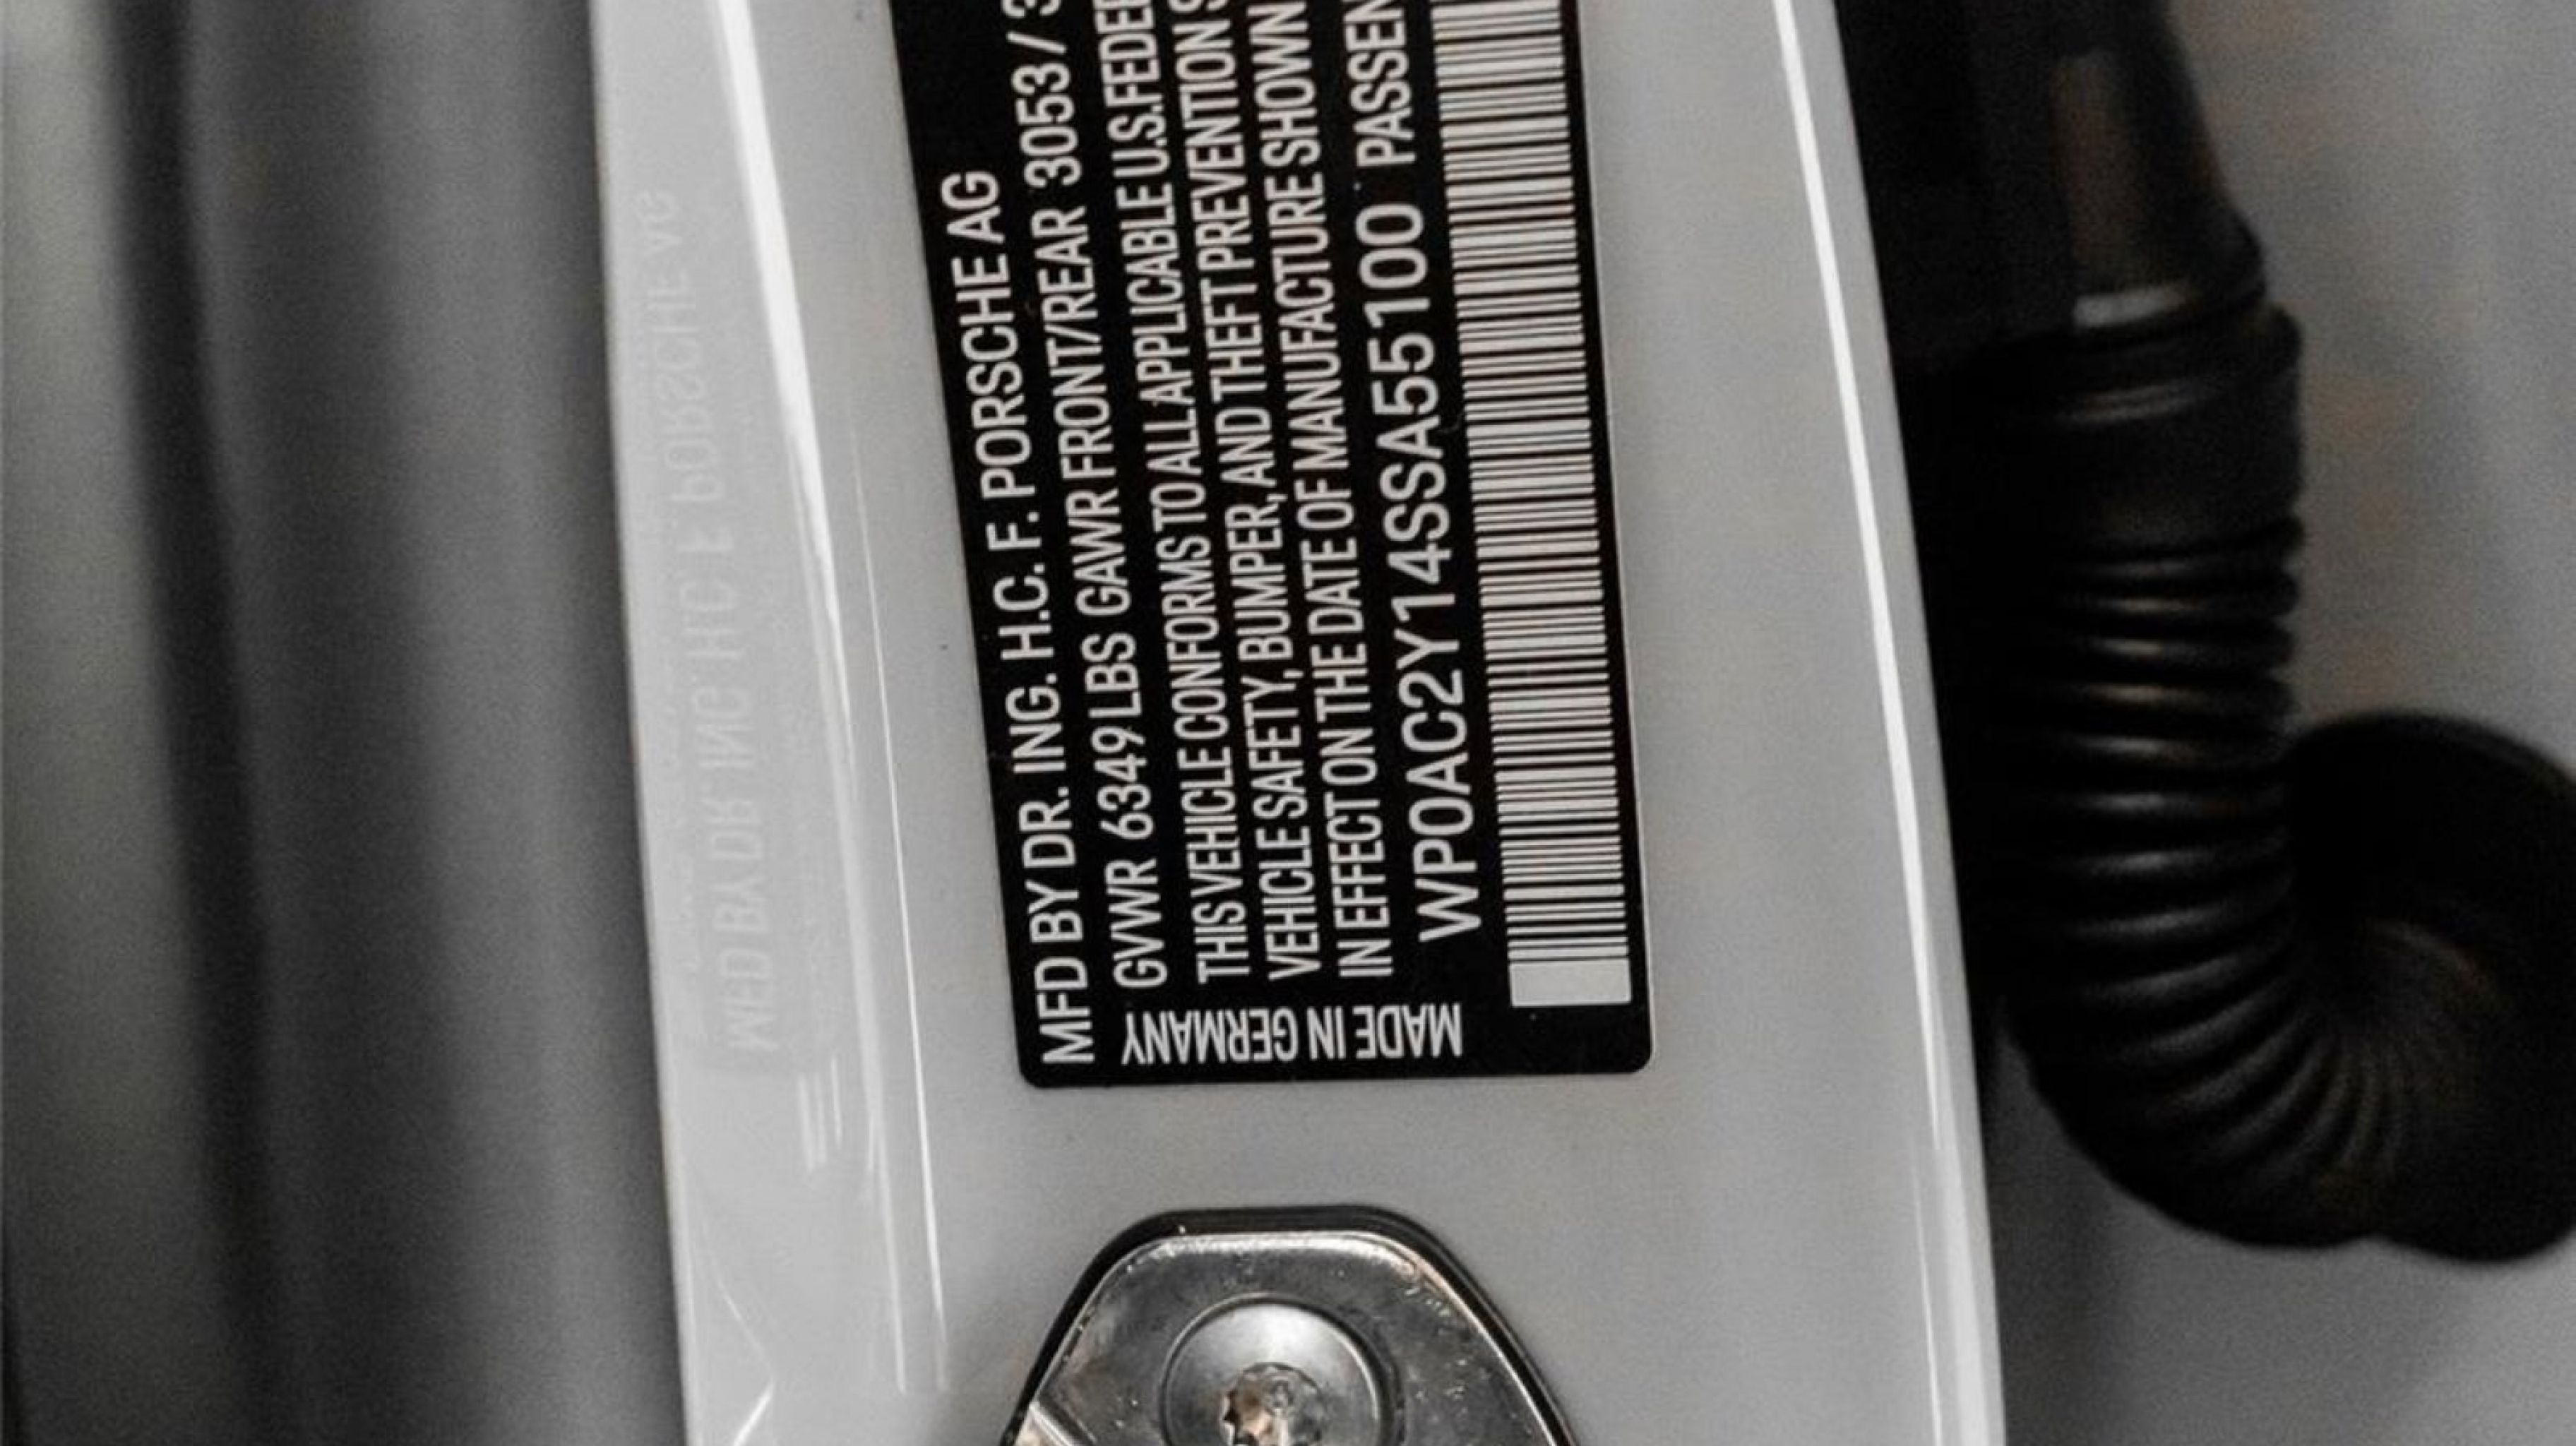 MFD BY DR. ING. H.C. F. PORSCHE AG
GVWR 6349 LBS GAWR FRONT/REAR 3053 / 3
THIS VEHICLE CONFORMS TO ALL APPLICABLE U.S. FEDER
VEHICLE SAFETY, BUMPER, AND THEFT PREVENTION S
IN EFFECT ON THE DATE OF MANUFACTURE SHOWN
WP0AC2Y14SSA55100 PASSEN
MADE IN GERMANY